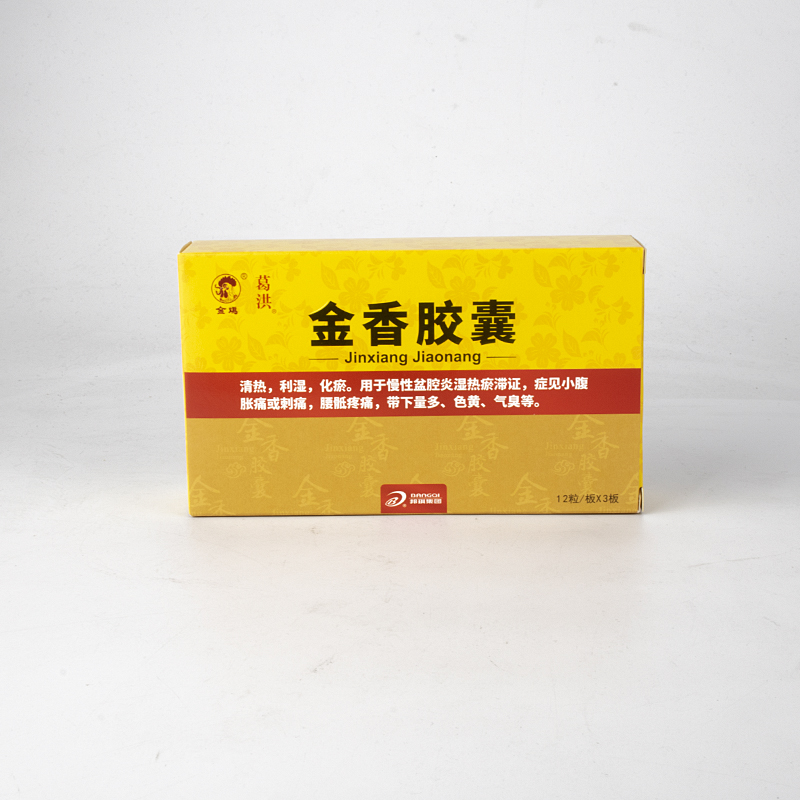 葛洪
金香胶囊
Jinxiang Jiaonang
清热，利湿，化瘀。用于慢性盆腔炎湿热瘀滞证，症见小腹
胀痛或刺痛，腰骶疼痛，带下量多、色黄、气臭等。
BANGQI
邦琪集团
12粒/板X3板